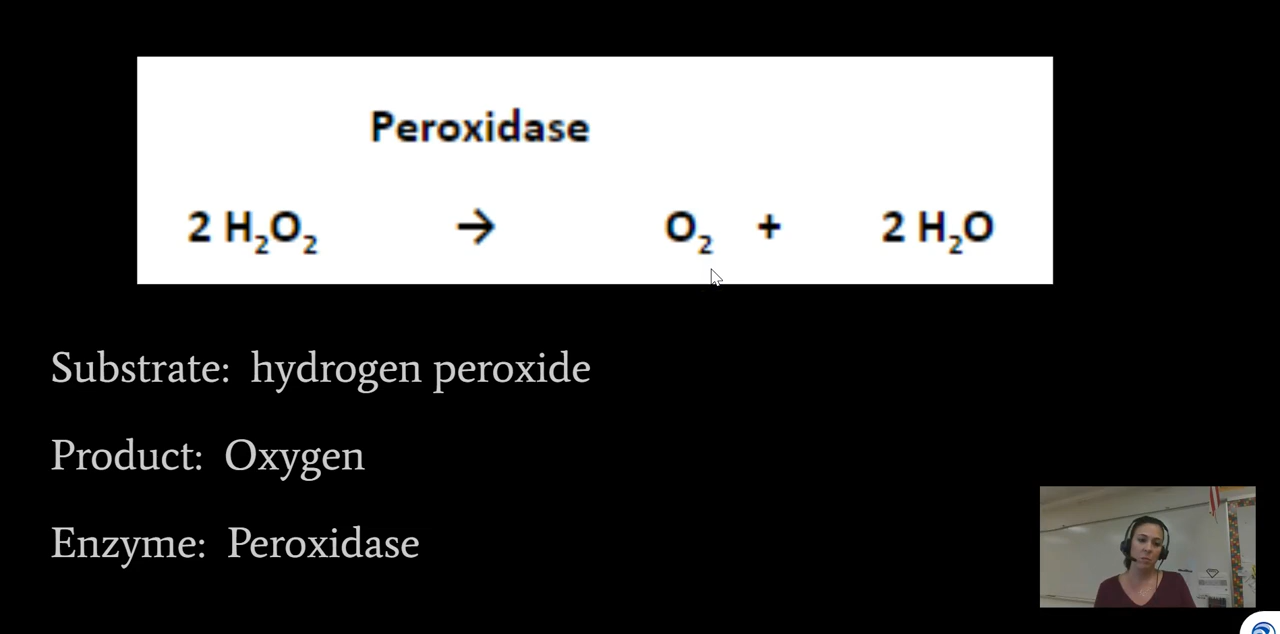 Peroxidase
2 H₂O₂ → O₂ + 2 H₂O
Substrate: hydrogen peroxide
Product: Oxygen
Enzyme: Peroxidase